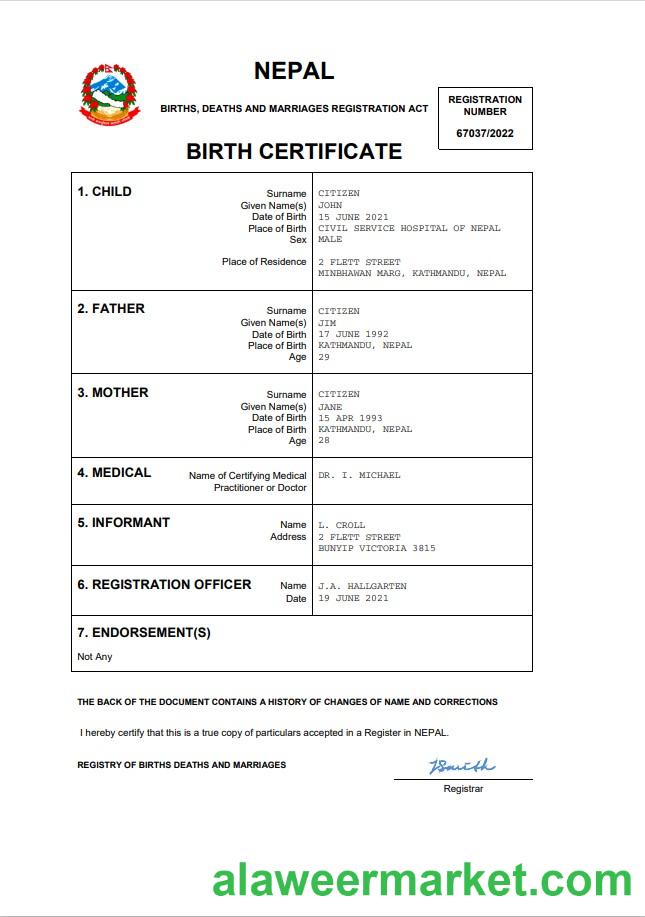 NEPAL
BIRTHS, DEATHS AND MARRIAGES REGISTRATION ACT
REGISTRATION
NUMBER
67037/2022
BIRTH CERTIFICATE
1. CHILD
Surname CITIZEN
Given Name(s) JOHN
Date of Birth 15 JUNE 2021
Place of Birth CIVIL SERVICE HOSPITAL OF NEPAL
Sex MALE
Place of Residence 2 FLETT STREET
MINBHAWAN MARG, KATHMANDU, NEPAL
2. FATHER
Surname CITIZEN
Given Name(s) JIM
Date of Birth 17 JUNE 1992
Place of Birth KATHMANDU, NEPAL
Age 29
3. MOTHER
Surname CITIZEN
Given Name(s) JANE
Date of Birth 15 APR 1993
Place of Birth KATHMANDU, NEPAL
Age 28
4. MEDICAL
Name of Certifying Medical DR. I. MICHAEL
Practitioner or Doctor
5. INFORMANT
Name L. CROLL
Address 2 FLETT STREET
BUNYIP VICTORIA 3815
6. REGISTRATION OFFICER
Name J.A. HALLGARTEN
Date 19 JUNE 2021
7. ENDORSEMENT(S)
Not Any
THE BACK OF THE DOCUMENT CONTAINS A HISTORY OF CHANGES OF NAME AND CORRECTIONS
I hereby certify that this is a true copy of particulars accepted in a Register in NEPAL.
REGISTRY OF BIRTHS DEATHS AND MARRIAGES
Registrar
alaweermarket.com